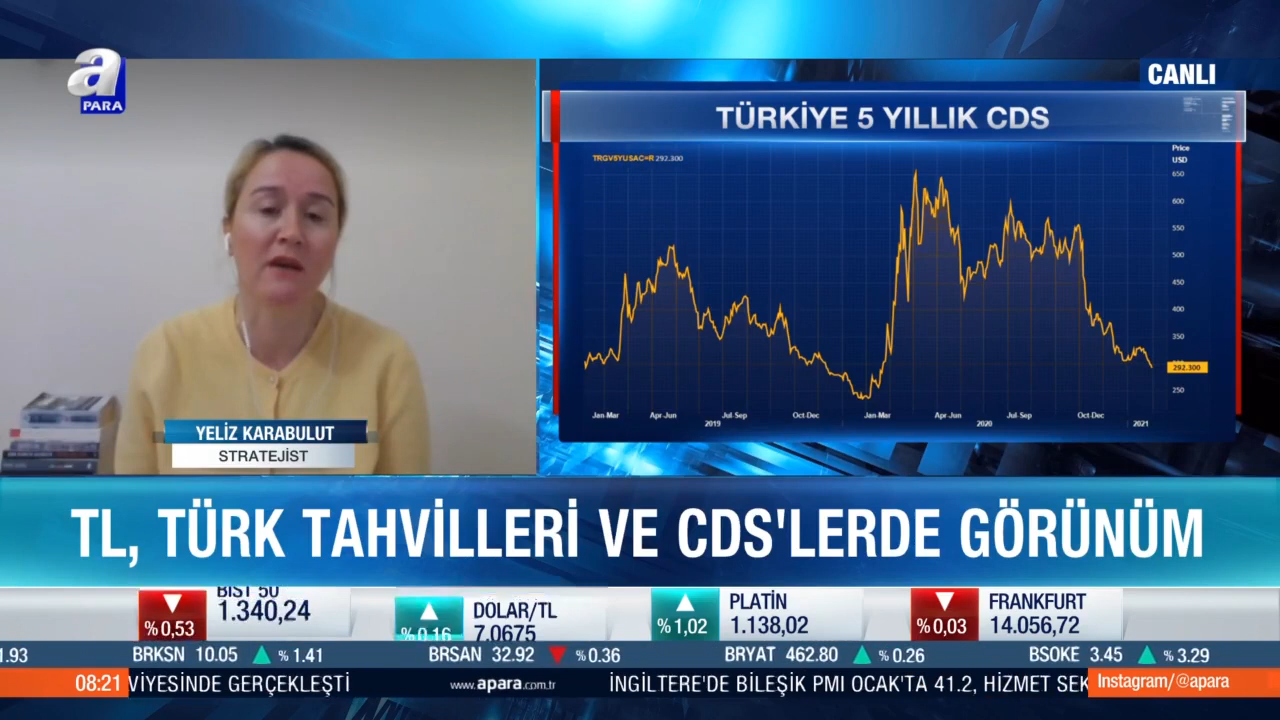 a
PARA
CANLI
TÜRKİYE 5 YILLIK CDS
TRGV5YUSAC=R 292.300
Price
USD
650
600
550
500
450
400
350
292.300
250
Jan-Mar Apr-Jun Jul-Sep Oct-Dec Jan-Mar Apr-Jun Jul-Sep Oct-Dec
2019 2020 2021
YELİZ KARABULUT
STRATEJİST
TL, TÜRK TAHVİLLERİ VE CDS'LERDE GÖRÜNÜM
%0,53 BIST 50 1.340,24
%0,16 DOLAR/TL 7.0675
%1,02 PLATİN 1.138,02
%0,03 FRANKFURT 14.056,72
1.93 BRKSN 10.05 %1.41 BRSAN 32.92 %0.36 BRYAT 462.80 %0.26 BSOKE 3.45 %3.29
08:21 VİYESİNDE GERÇEKLEŞTİ www.apara.com.tr İNGİLTERE'DE BİLEŞİK PMI OCAK'TA 41.2, HİZMET SEK Instagram/@apara